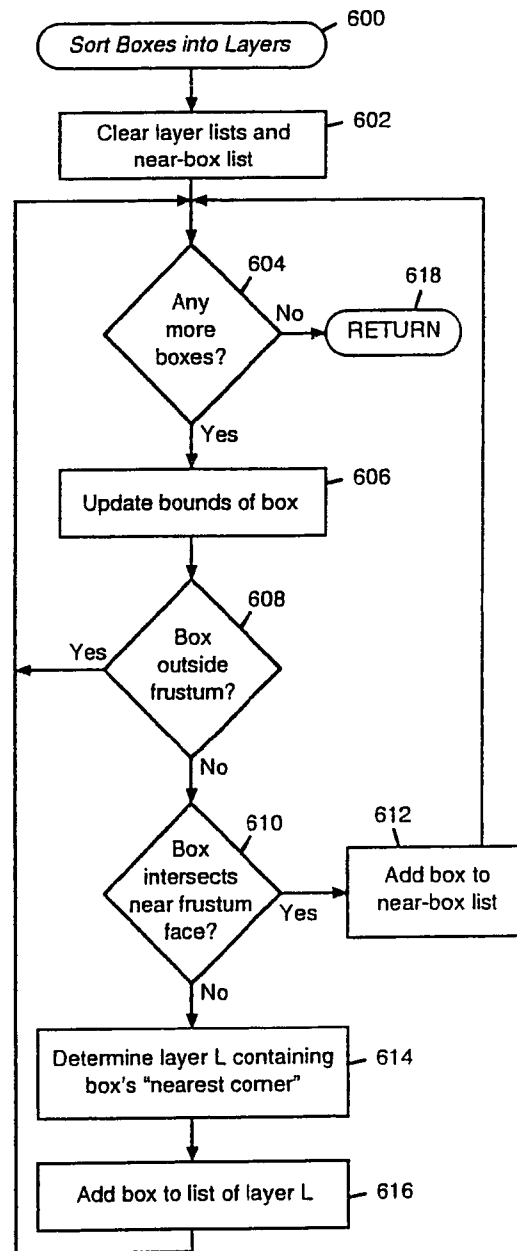 600
Sort Boxes into Layers
602
Clear layer lists and
near-box list
604
Any
more
boxes?
No
618
RETURN
Yes
606
Update bounds of box
608
Box
outside
frustum?
Yes
No
610
Box
intersects
near frustum
face?
Yes
612
Add box to
near-box list
No
Determine layer L containing
box's "nearest corner"
614
Add box to list of layer L
616